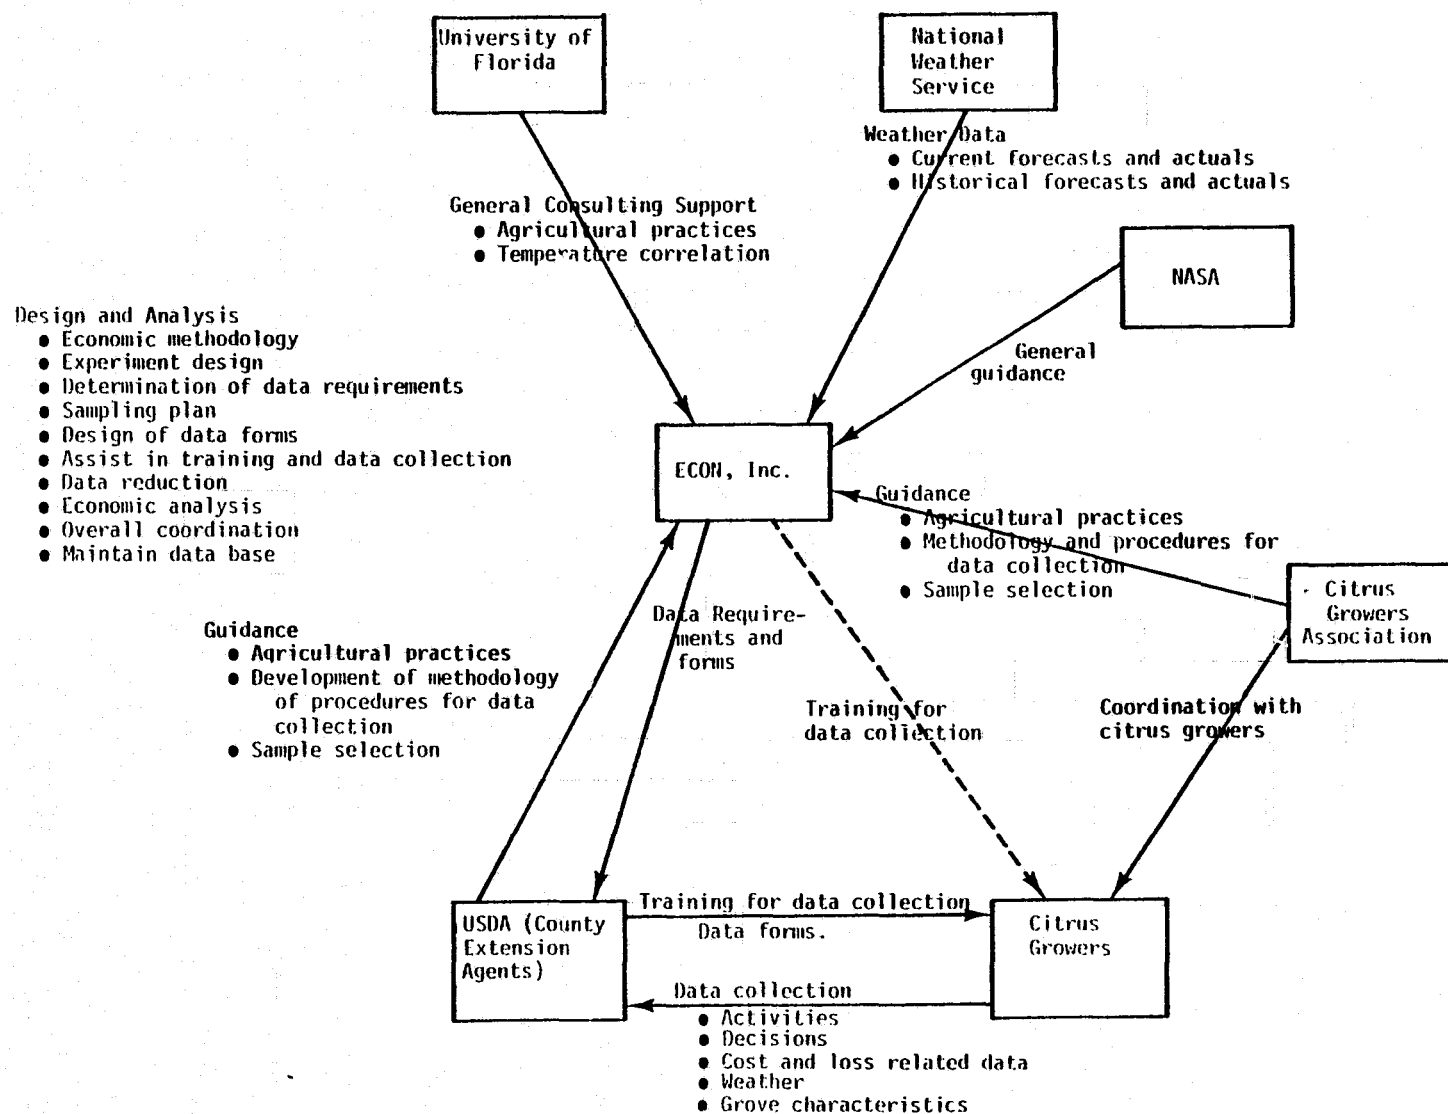 University of
Florida
National
Weather
Service
Weather Data
● Current forecasts and actuals
● Historical forecasts and actuals
General Consulting Support
● Agricultural practices
● Temperature correlation
NASA
General
guidance
Design and Analysis
● Economic methodology
● Experiment design
● Determination of data requirements
● Sampling plan
● Design of data forms
● Assist in training and data collection
● Data reduction
● Economic analysis
● Overall coordination
● Maintain data base
ECON, Inc.
Guidance
● Agricultural practices
● Methodology and procedures for
data collection
● Sample selection
Citrus
Growers
Association
Guidance
● Agricultural practices
● Development of methodology
of procedures for data
collection
● Sample selection
Data Require-
ments and
forms
Training for
data collection
Coordination with
citrus growers
USDA (County
Extension
Agents)
Training for data collection
Data forms.
Citrus
Growers
Data collection
● Activities
● Decisions
● Cost and loss related data
● Weather
● Grove characteristics